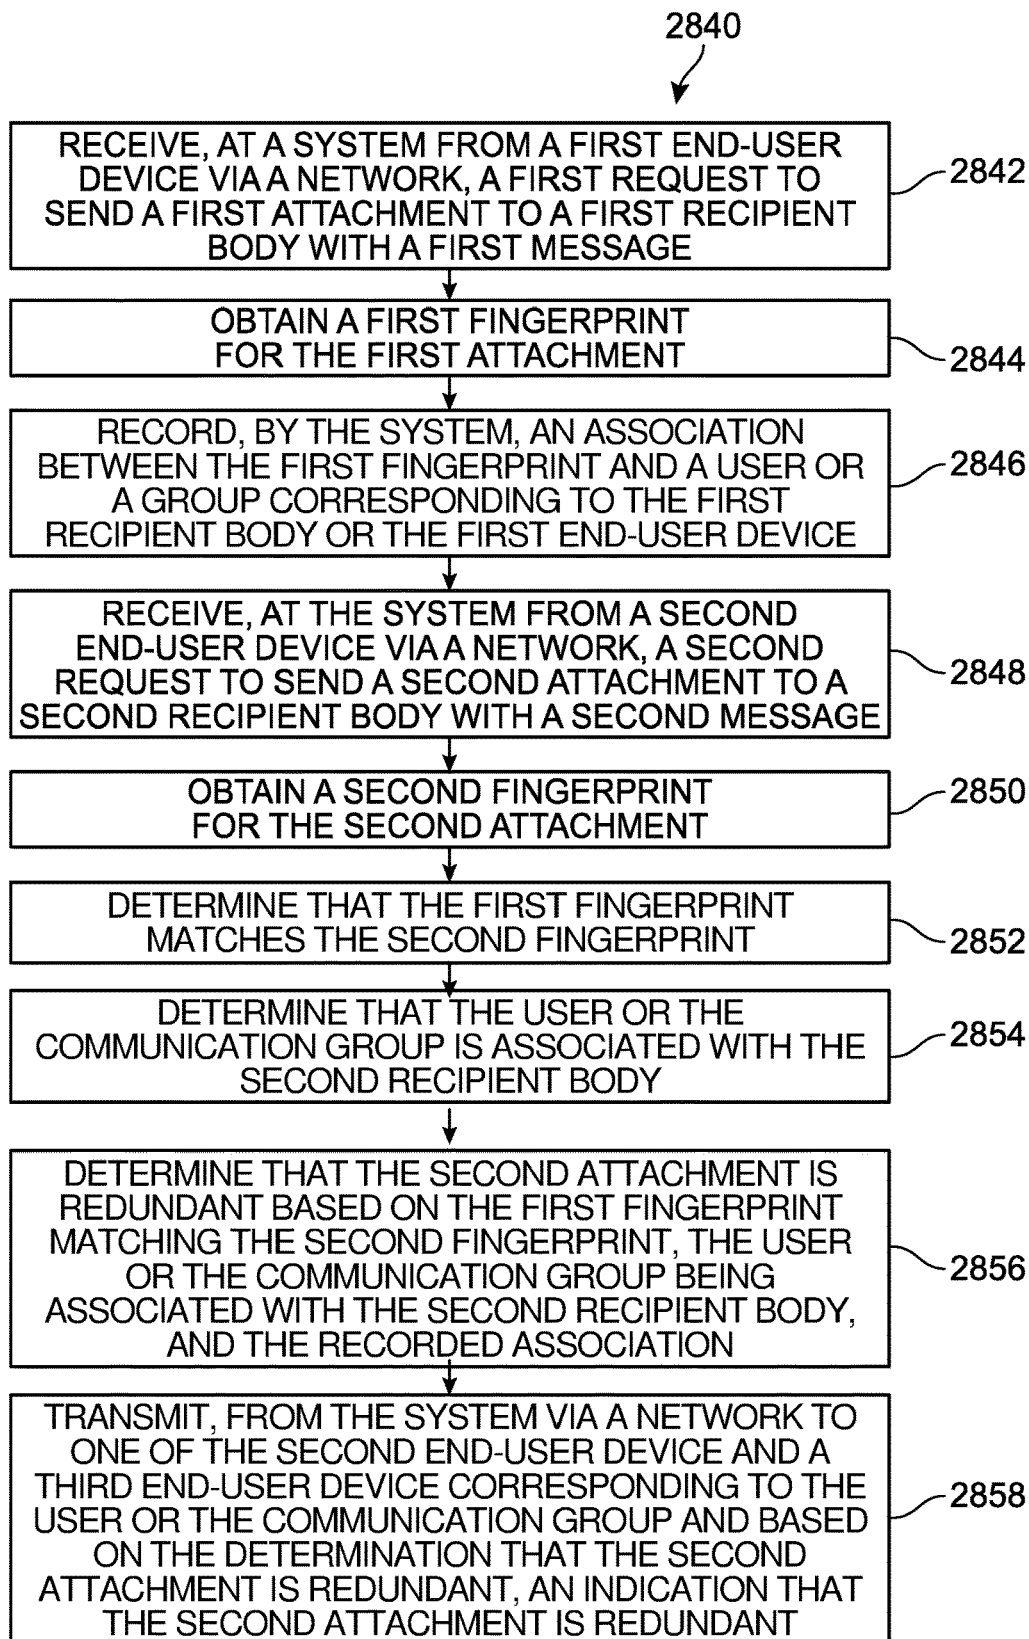 2840
RECEIVE, AT A SYSTEM FROM A FIRST END-USER
DEVICE VIA A NETWORK, A FIRST REQUEST TO
SEND A FIRST ATTACHMENT TO A FIRST RECIPIENT
BODY WITH A FIRST MESSAGE
2842
OBTAIN A FIRST FINGERPRINT
FOR THE FIRST ATTACHMENT
2844
RECORD, BY THE SYSTEM, AN ASSOCIATION
BETWEEN THE FIRST FINGERPRINT AND A USER OR
A GROUP CORRESPONDING TO THE FIRST
RECIPIENT BODY OR THE FIRST END-USER DEVICE
2846
RECEIVE, AT THE SYSTEM FROM A SECOND
END-USER DEVICE VIA A NETWORK, A SECOND
REQUEST TO SEND A SECOND ATTACHMENT TO A
SECOND RECIPIENT BODY WITH A SECOND MESSAGE
2848
OBTAIN A SECOND FINGERPRINT
FOR THE SECOND ATTACHMENT
2850
DETERMINE THAT THE FIRST FINGERPRINT
MATCHES THE SECOND FINGERPRINT
2852
DETERMINE THAT THE USER OR THE
COMMUNICATION GROUP IS ASSOCIATED WITH THE
SECOND RECIPIENT BODY
2854
DETERMINE THAT THE SECOND ATTACHMENT IS
REDUNDANT BASED ON THE FIRST FINGERPRINT
MATCHING THE SECOND FINGERPRINT, THE USER
OR THE COMMUNICATION GROUP BEING
ASSOCIATED WITH THE SECOND RECIPIENT BODY,
AND THE RECORDED ASSOCIATION
2856
TRANSMIT, FROM THE SYSTEM VIA A NETWORK TO
ONE OF THE SECOND END-USER DEVICE AND A
THIRD END-USER DEVICE CORRESPONDING TO THE
USER OR THE COMMUNICATION GROUP AND BASED
ON THE DETERMINATION THAT THE SECOND
ATTACHMENT IS REDUNDANT, AN INDICATION THAT
THE SECOND ATTACHMENT IS REDUNDANT
2858